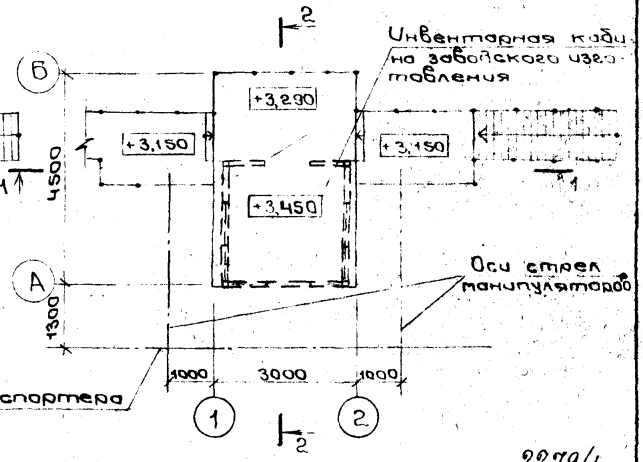 2
Инвентарная каби-
на заводского изго-
товления
Б
+3,290
+3,150
+3,150
4500
1
1
+3,450
А
Оси стрел
манипуляторов
1300
1000
3000
1000
спортера
1
2
2